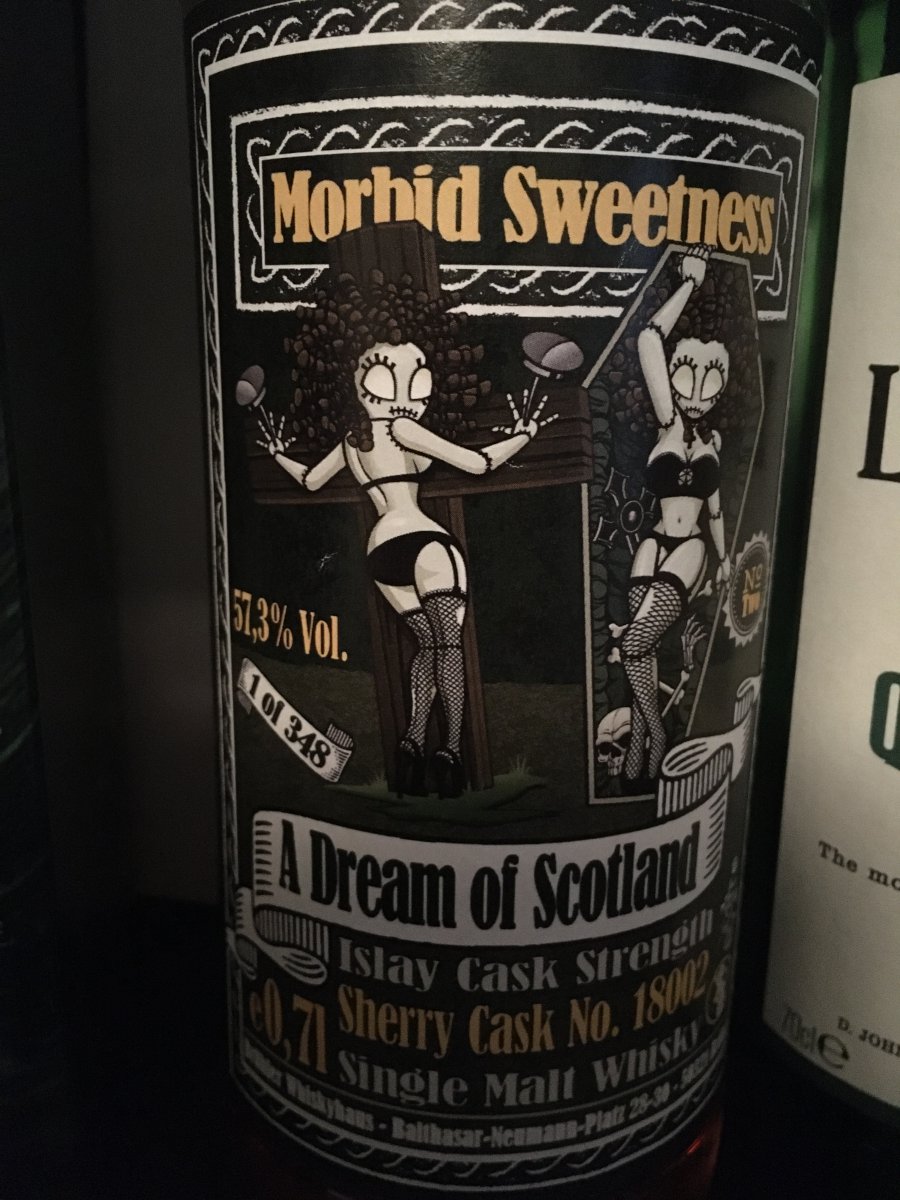 Morbid Sweetness
57,3% Vol.
No
TWO
1 of 348
A Dream of Scotland
Islay Cask Strength
Sherry Cask No. 18002
e0,7l
Single Malt Whisky
Whiskyhaus - Balthasar-Neumann-Platz 28-30 -
L
Q
The mo
70cl e
D. JOH